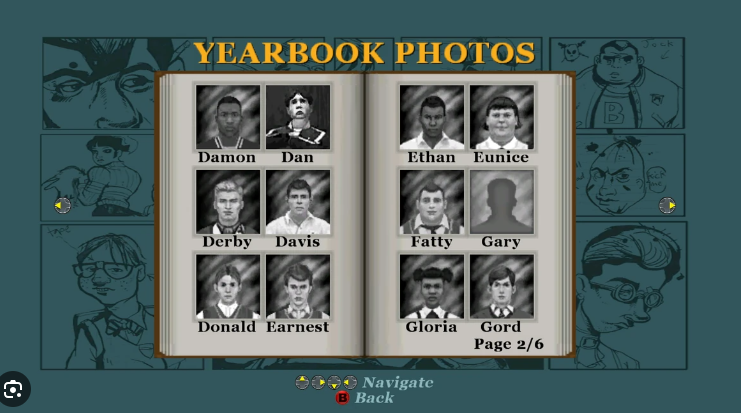 YEARBOOK PHOTOS
Damon Dan
Ethan Eunice
Derby Davis
Fatty Gary
Donald Earnest
Gloria Gord
Page 2/6
Navigate
B Back
B